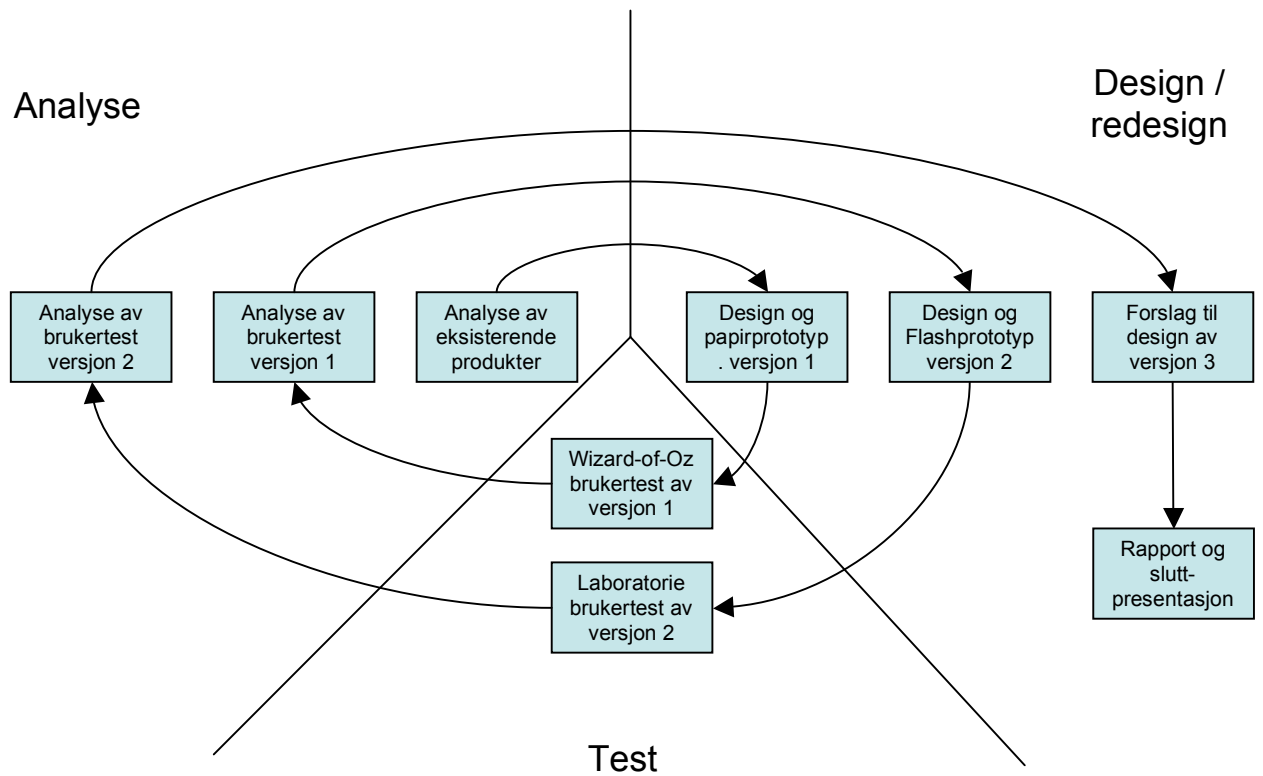 Analyse
Design /
redesign
Analyse av
brukertest
versjon 2
Analyse av
brukertest
versjon 1
Analyse av
eksisterende
produkter
Design og
papirprototyp
. versjon 1
Design og
Flashprototyp
versjon 2
Forslag til
design av
versjon 3
Wizard-of-Oz
brukertest av
versjon 1
Laboratorie
brukertest av
versjon 2
Rapport og
slutt-
presentasjon
Test